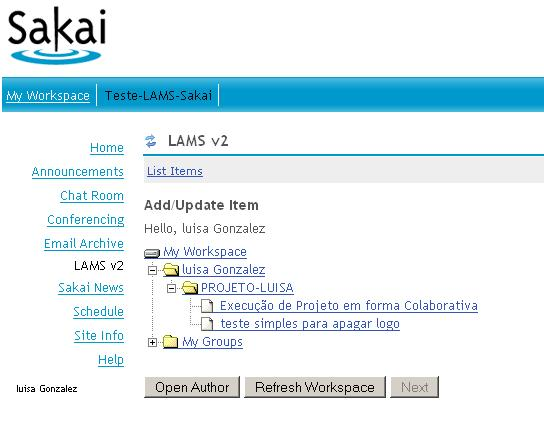 Sakai
My Workspace
Teste-LAMS-Sakai
Home
Announcements
Chat Room
Conferencing
Email Archive
LAMS v2
Sakai News
Schedule
Site Info
Help
luisa Gonzalez
LAMS v2
List Items
Add/Update Item
Hello, luisa Gonzalez
My Workspace
luisa Gonzalez
PROJETO-LUISA
Execução de Projeto em forma Colaborativa
teste simples para apagar logo
My Groups
Open Author
Refresh Workspace
Next